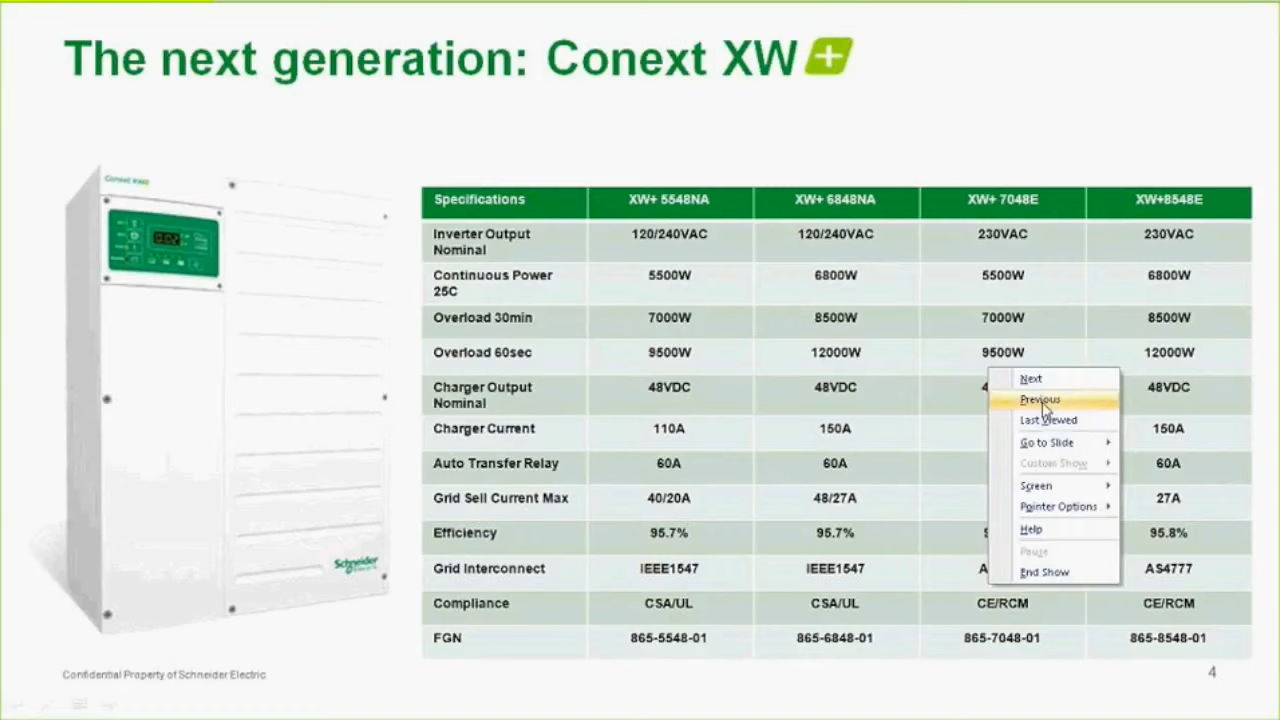 The next generation: Conext XW+
Conext XW+
Schneider
Electric
Specifications XW+ 5548NA XW+ 6848NA XW+ 7048E XW+8548E
Inverter Output
Nominal 120/240VAC 120/240VAC 230VAC 230VAC
Continuous Power
25C 5500W 6800W 5500W 6800W
Overload 30min 7000W 8500W 7000W 8500W
Overload 60sec 9500W 12000W 9500W 12000W
Charger Output
Nominal 48VDC 48VDC 48VDC
Charger Current 110A 150A 150A
Auto Transfer Relay 60A 60A 60A
Grid Sell Current Max 40/20A 48/27A 27A
Efficiency 95.7% 95.7% 95.8%
Grid Interconnect IEEE1547 IEEE1547 AS4777
Compliance CSA/UL CSA/UL CE/RCM CE/RCM
FGN 865-5548-01 865-6848-01 865-7048-01 865-8548-01
Next
Previous
Last Viewed
Go to Slide
Custom Show
Screen
Pointer Options
Help
Pause
End Show
Confidential Property of Schneider Electric
4